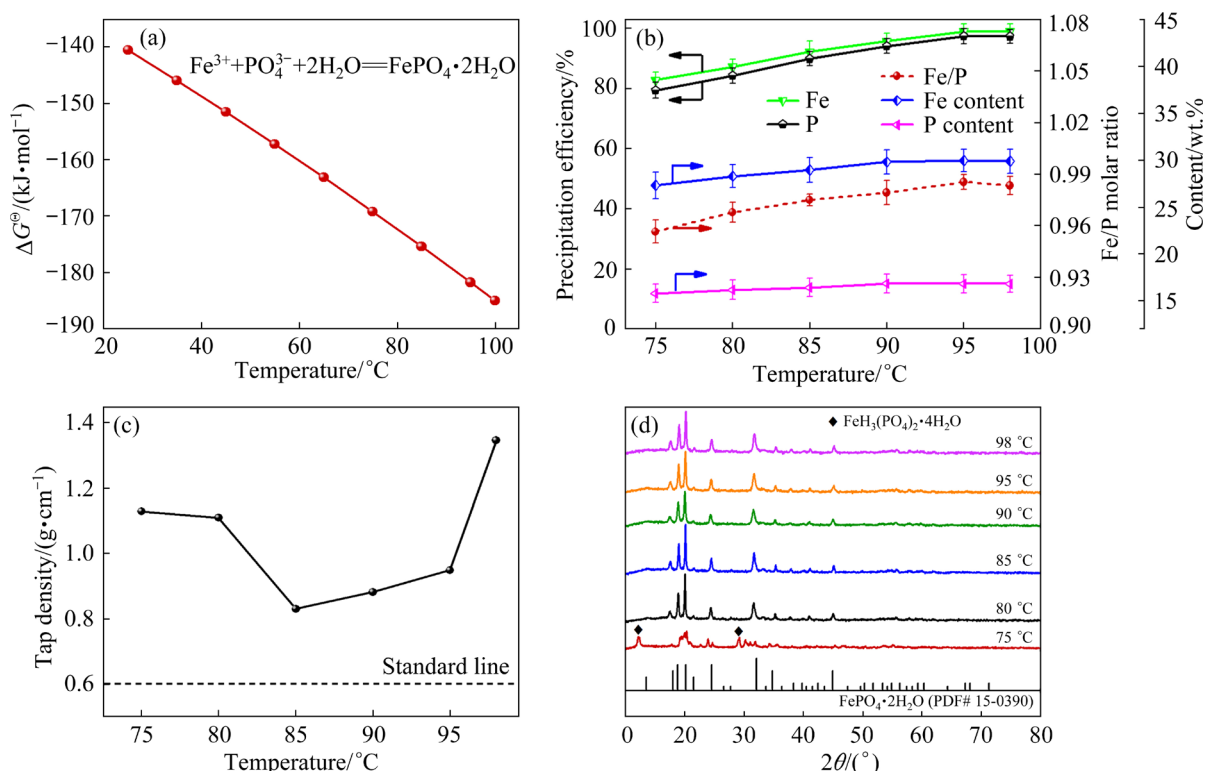 (a)
Fe³⁺+PO₄³⁻+2H₂O═FePO₄•2H₂O
−140
−150
−160
−170
−180
−190
ΔG^Θ/(kJ•mol⁻¹)
20
40
60
80
100
Temperature/°C
(b)
100
80
60
40
20
0
Precipitation efficiency/%
Fe
P
Fe/P
Fe content
P content
1.08
1.05
1.02
0.99
0.96
0.93
0.90
Fe/P molar ratio
45
40
35
30
25
20
15
Content/wt.%
75
80
85
90
95
100
Temperature/°C
(c)
1.4
1.2
1.0
0.8
0.6
Tap density/(g•cm⁻¹)
Standard line
75
80
85
90
95
Temperature/°C
(d)
FeH₃(PO₄)₂•4H₂O
98 °C
95 °C
90 °C
85 °C
80 °C
75 °C
FePO₄•2H₂O (PDF# 15-0390)
0
20
30
40
50
60
70
80
2θ/(°)